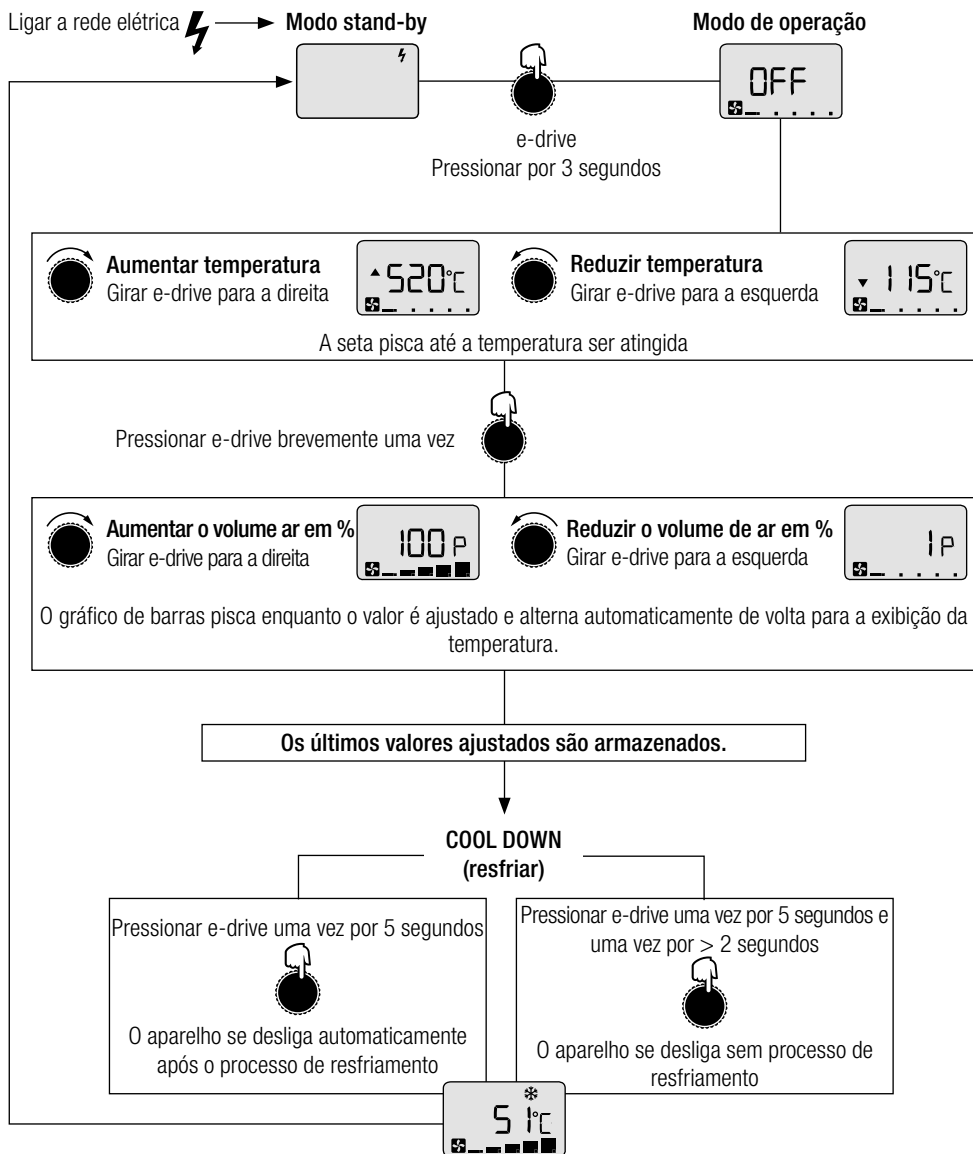 Ligar a rede elétrica
Modo stand-by
Modo de operação
OFF
e-drive
Pressionar por 3 segundos
Aumentar temperatura
Girar e-drive para a direita
520°C
Reduzir temperatura
Girar e-drive para a esquerda
115°C
A seta pisca até a temperatura ser atingida
Pressionar e-drive brevemente uma vez
Aumentar o volume ar em %
Girar e-drive para a direita
100 P
Reduzir o volume de ar em %
Girar e-drive para a esquerda
1P
O gráfico de barras pisca enquanto o valor é ajustado e alterna automaticamente de volta para a exibição da
temperatura.
Os últimos valores ajustados são armazenados.
COOL DOWN
(resfriar)
Pressionar e-drive uma vez por 5 segundos
O aparelho se desliga automaticamente
após o processo de resfriamento
Pressionar e-drive uma vez por 5 segundos e
uma vez por > 2 segundos
O aparelho se desliga sem processo de
resfriamento
51°C